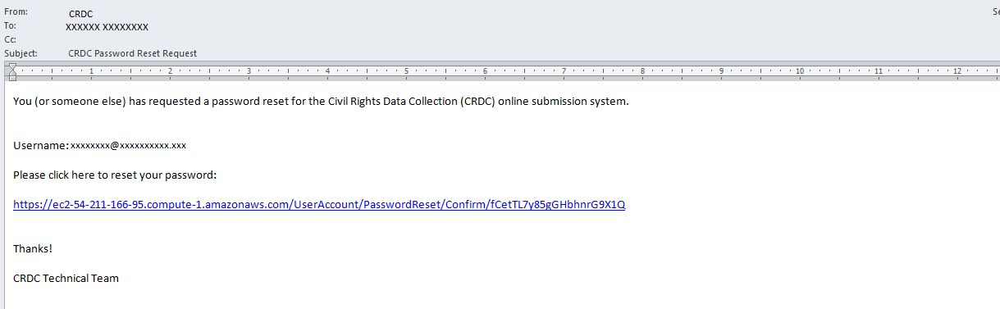 From: CRDC Se
To: XXXXXX XXXXXXXX
Cc:
Subject: CRDC Password Reset Request
1 2 3 4 5 6 7 8 9 10 11 12
You (or someone else) has requested a password reset for the Civil Rights Data Collection (CRDC) online submission system.
Username: xxxxxxxx@xxxxxxxxxx.xxx
Please click here to reset your password:
https://ec2-54-211-166-95.compute-1.amazonaws.com/UserAccount/PasswordReset/Confirm/fCetTL7y85gGHbhnrG9X1Q
Thanks!
CRDC Technical Team